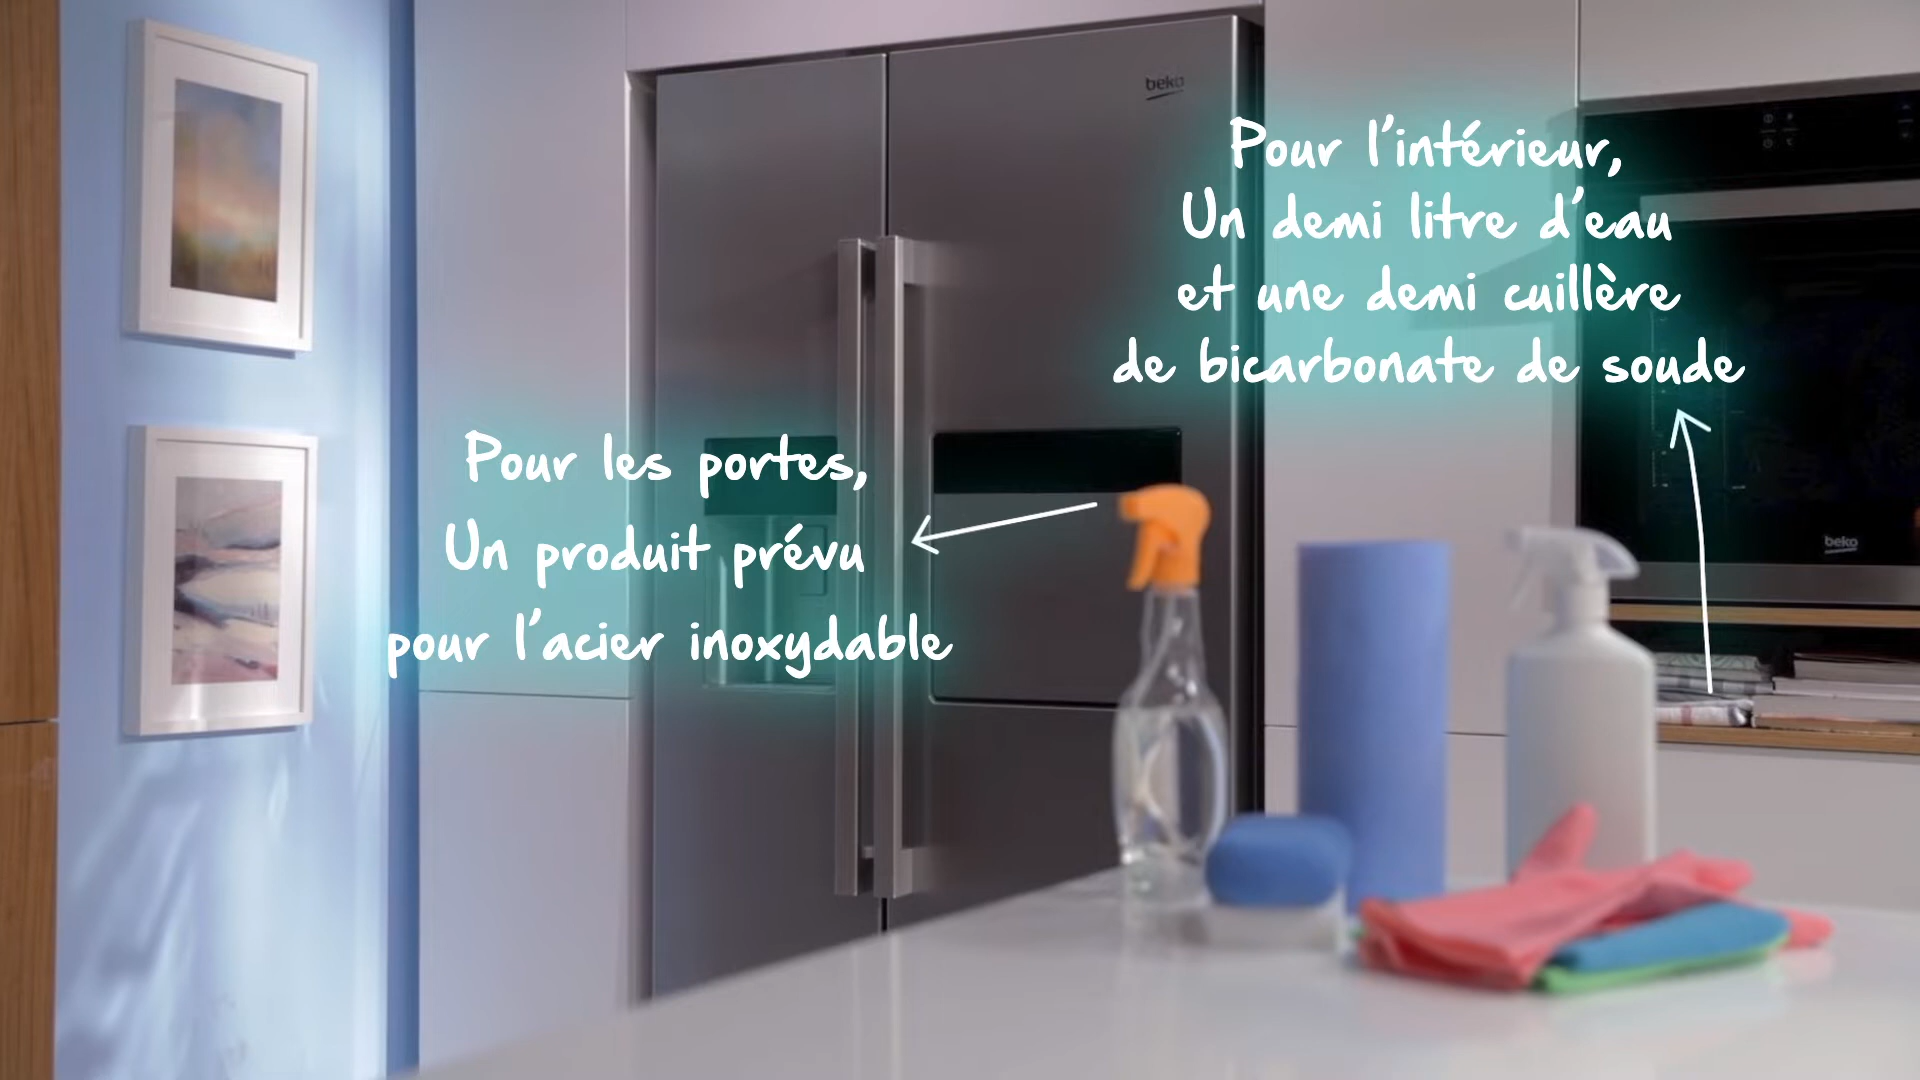 beko
Pour l'intérieur,
Un demi litre d'eau
et une demi cuillère
de bicarbonate de soude
Pour les portes,
Un produit prévu
pour l'acier inoxydable
beko